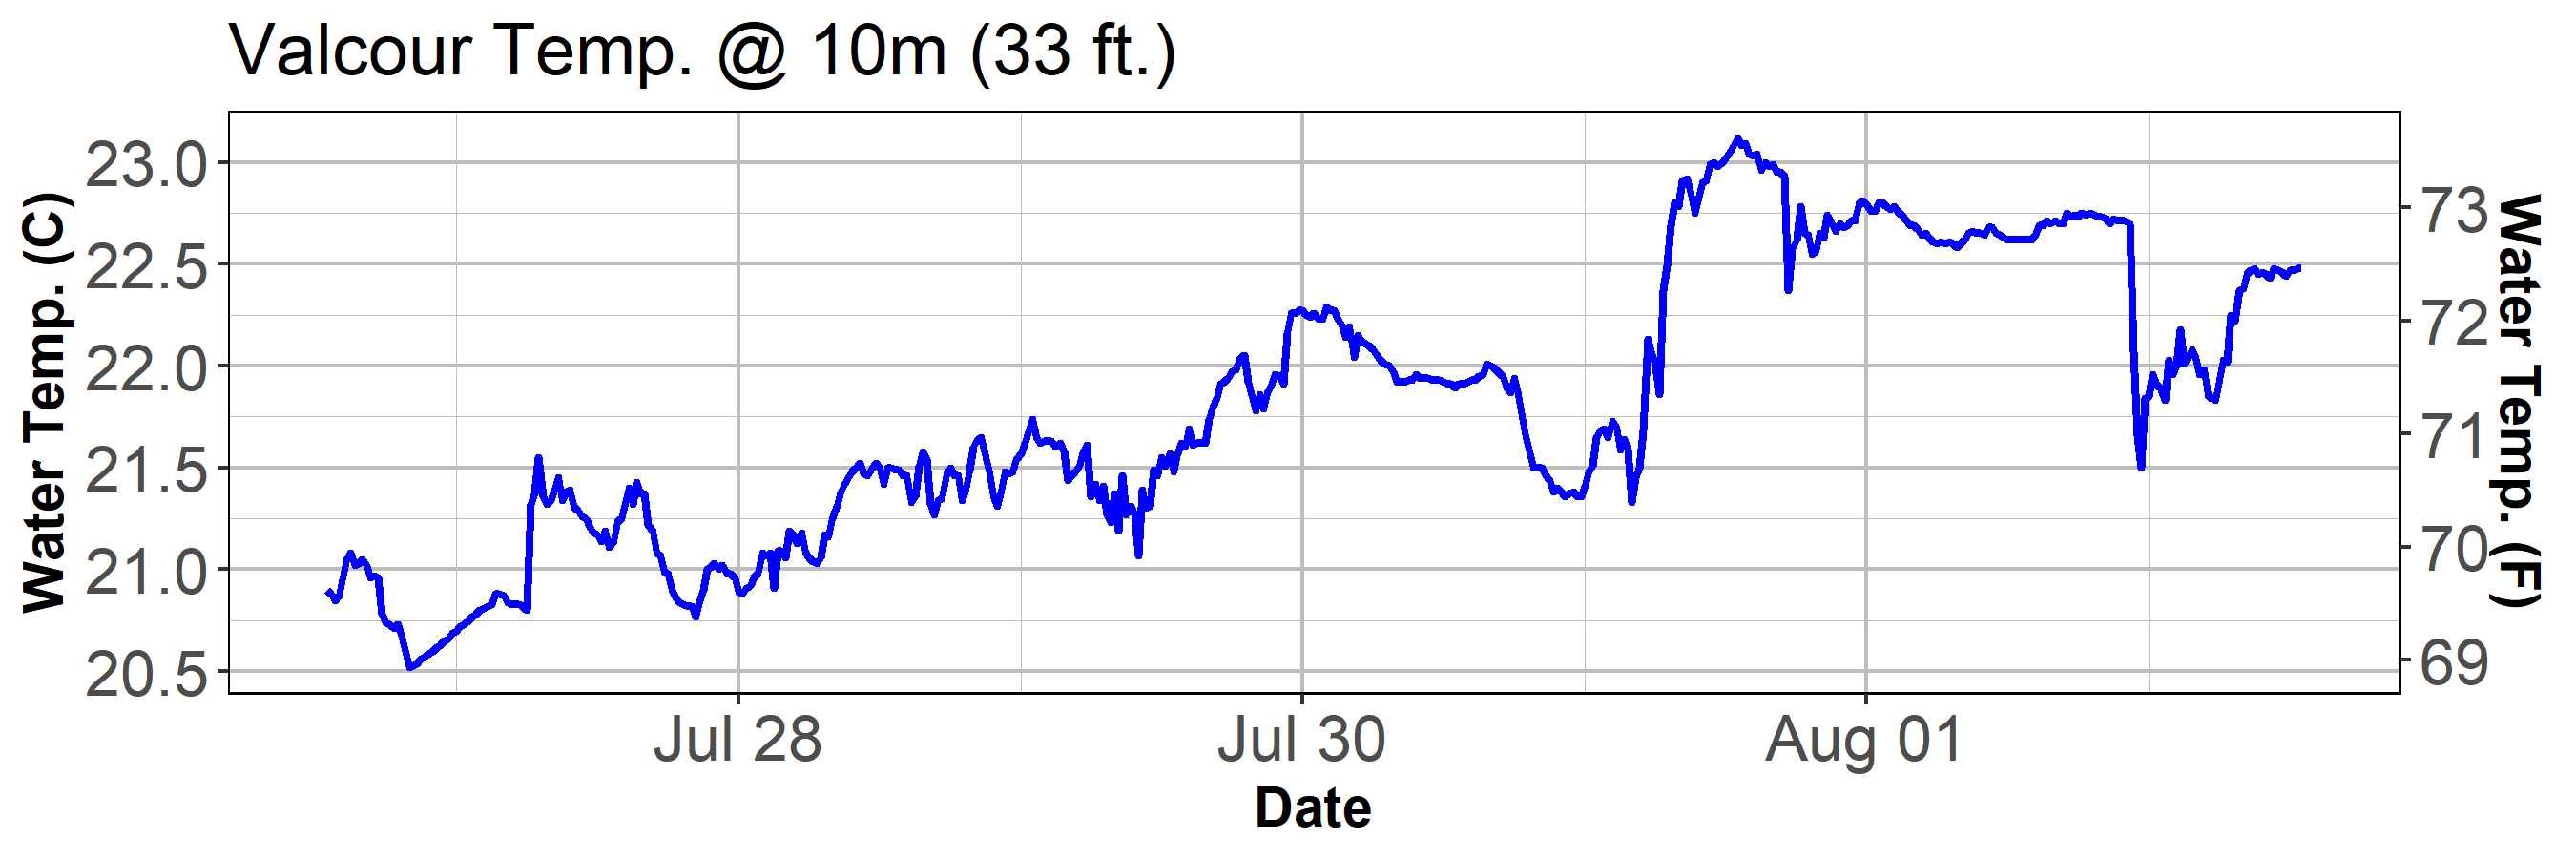 Valcour Temp. @ 10m (33 ft.)
Water Temp. (C)
23.0
22.5
22.0
21.5
21.0
20.5
73
72
71
70
69
Water Temp. (F)
Jul 28
Jul 30
Aug 01
Date